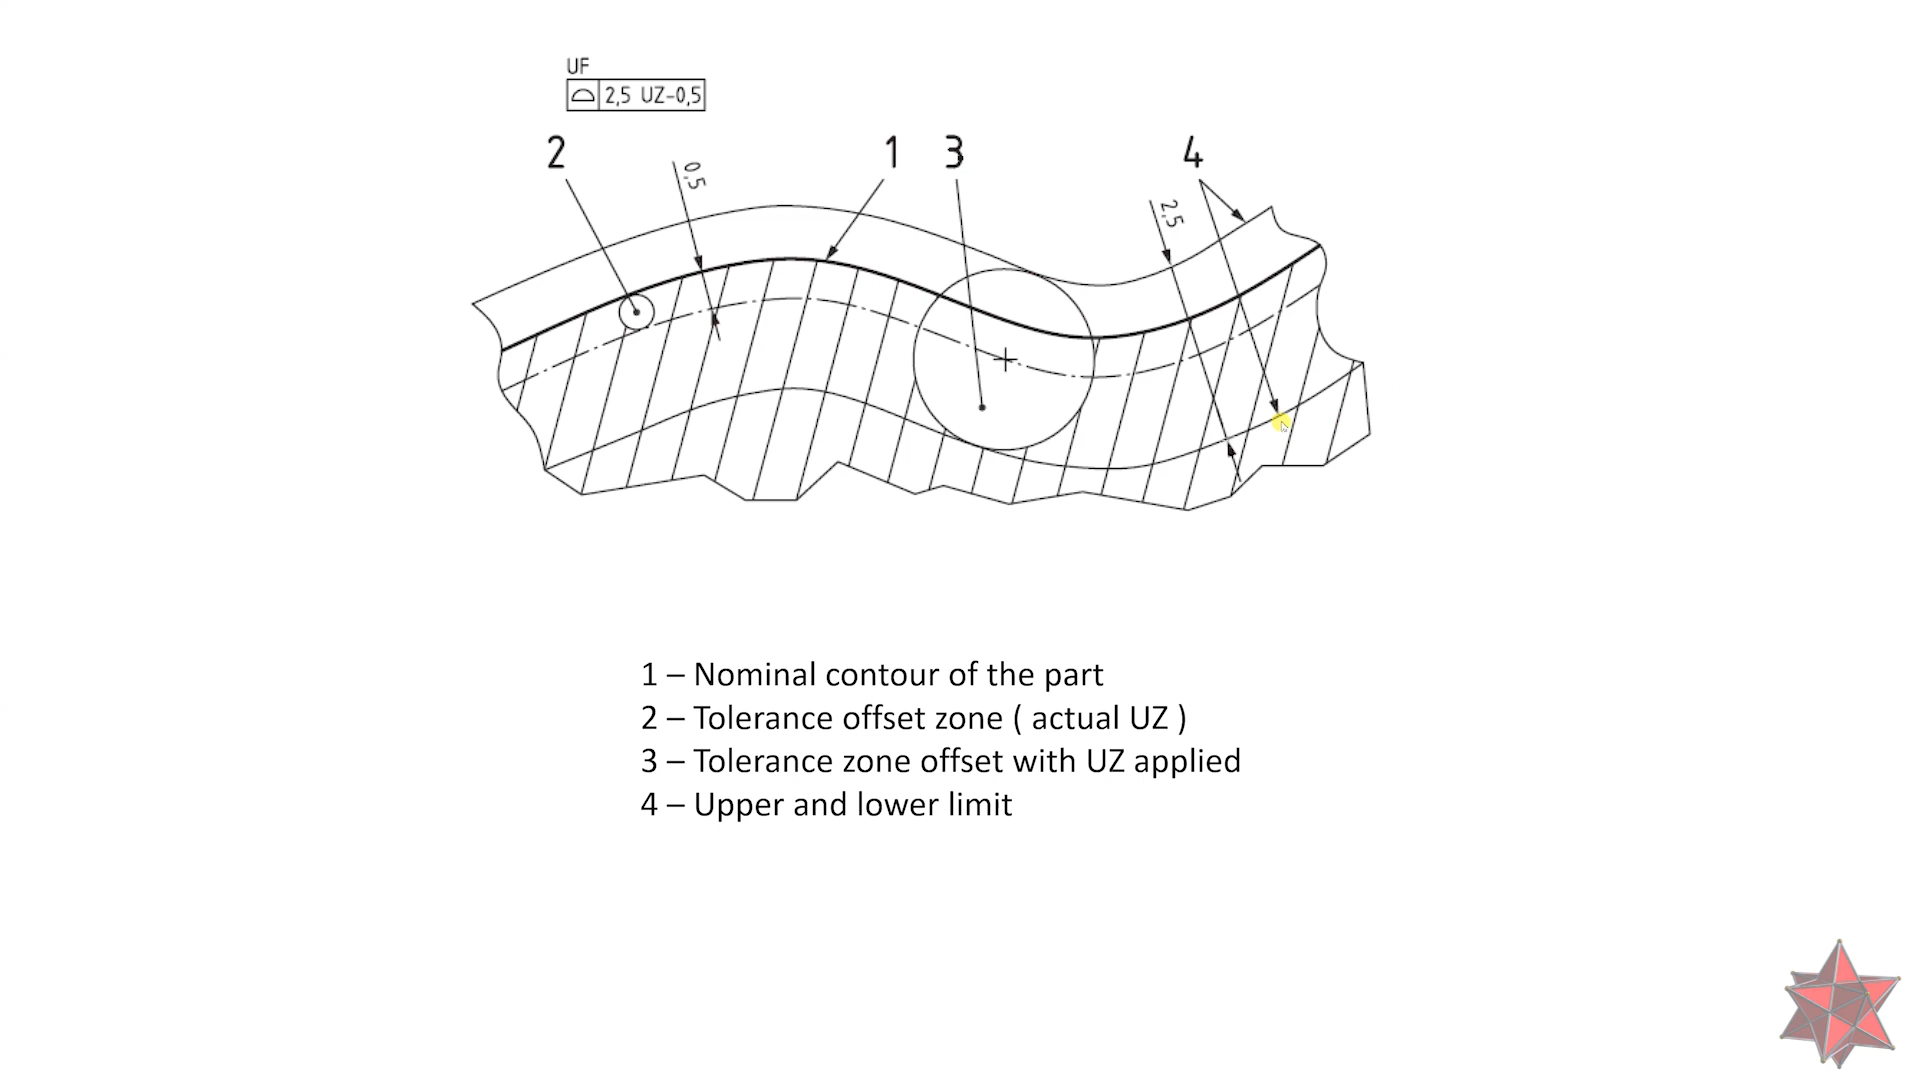 UF
2,5 UZ-0,5
2
0,5
1
3
2,5
4
1 – Nominal contour of the part
2 – Tolerance offset zone ( actual UZ )
3 – Tolerance zone offset with UZ applied
4 – Upper and lower limit